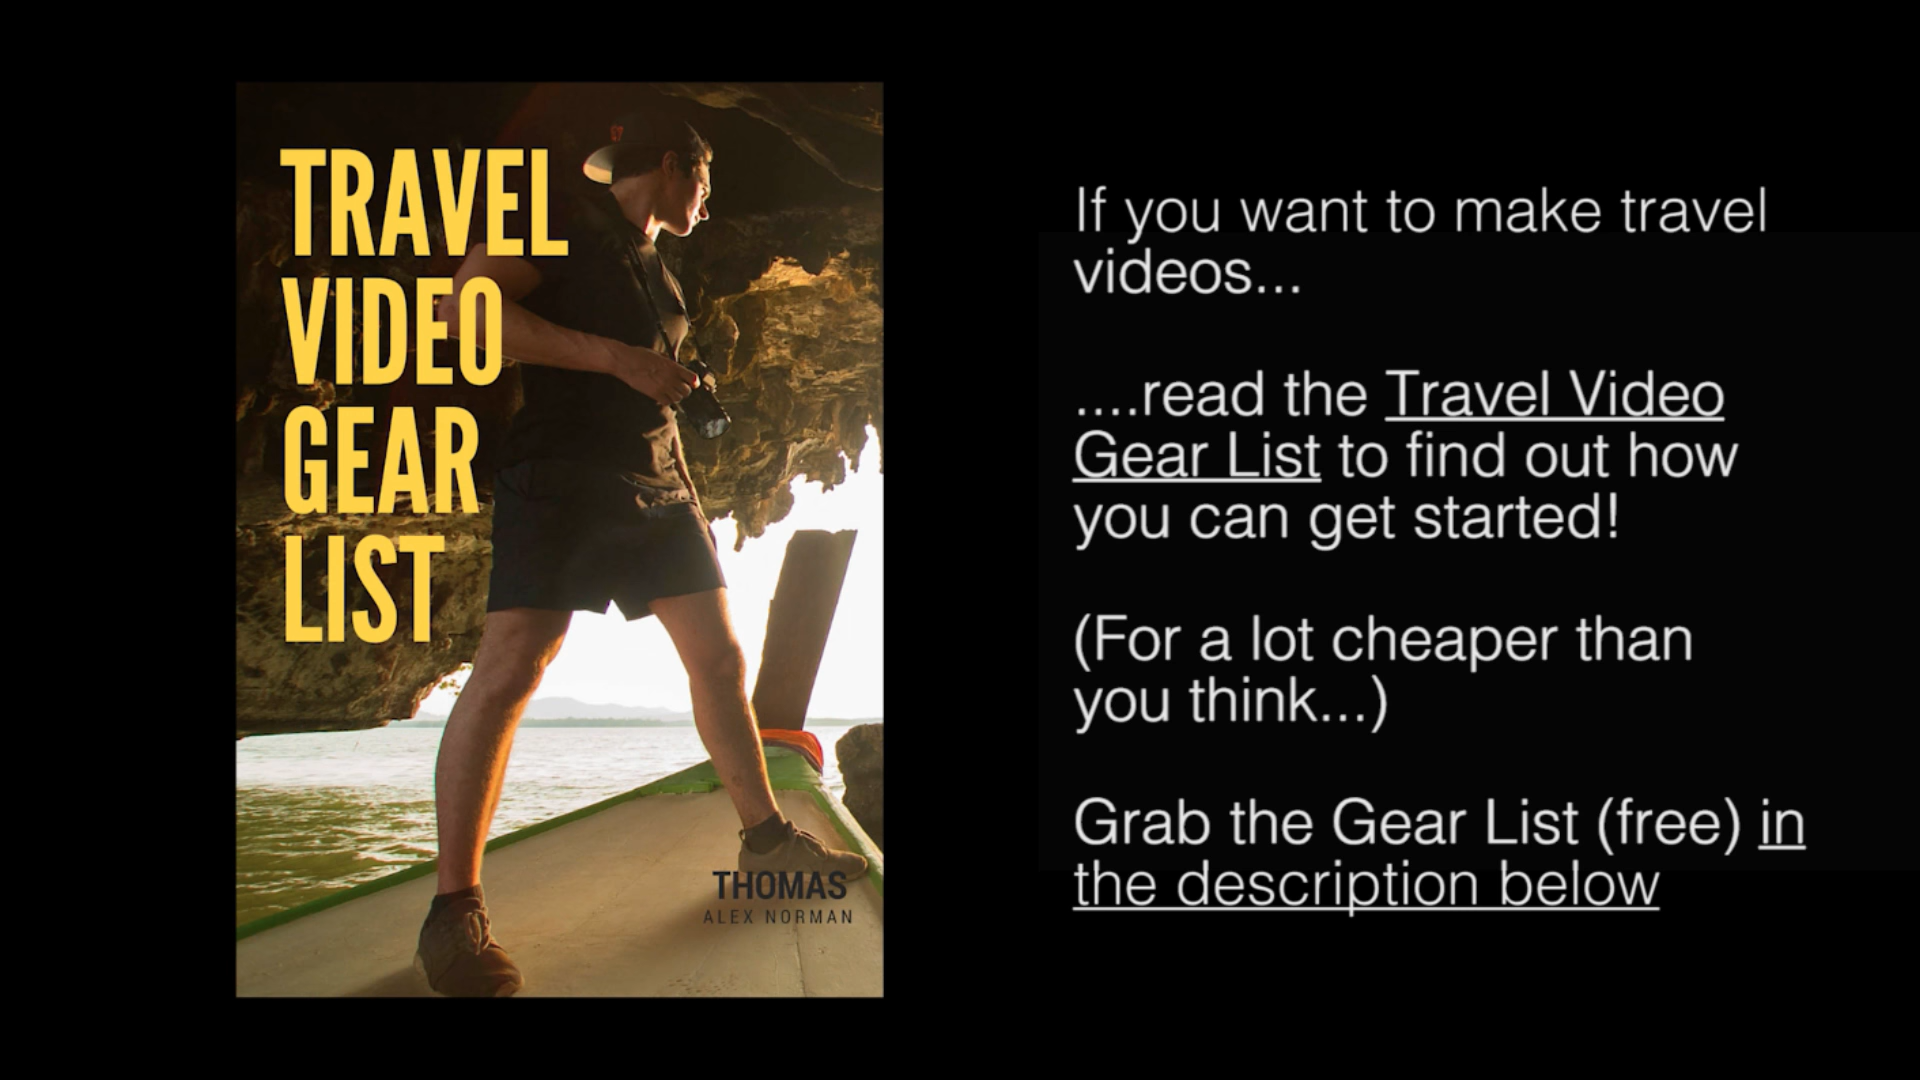 TRAVEL
VIDEO
GEAR
LIST
THOMAS
ALEX NORMAN
If you want to make travel
videos...
....read the Travel Video
Gear List to find out how
you can get started!
(For a lot cheaper than
you think...)
Grab the Gear List (free) in
the description below